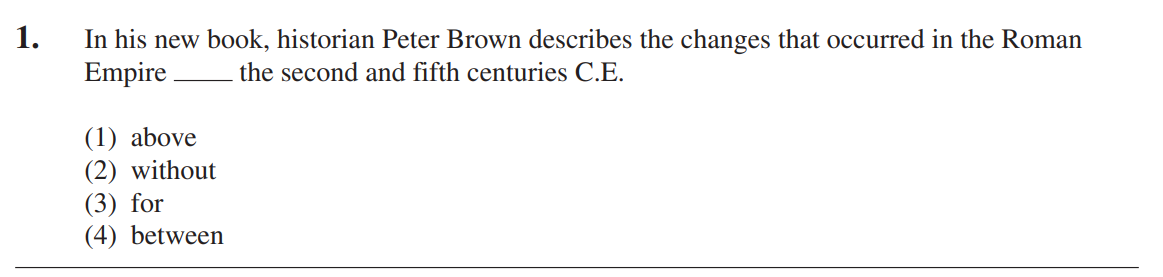 1. In his new book, historian Peter Brown describes the changes that occurred in the Roman
Empire ____ the second and fifth centuries C.E.
(1) above
(2) without
(3) for
(4) between